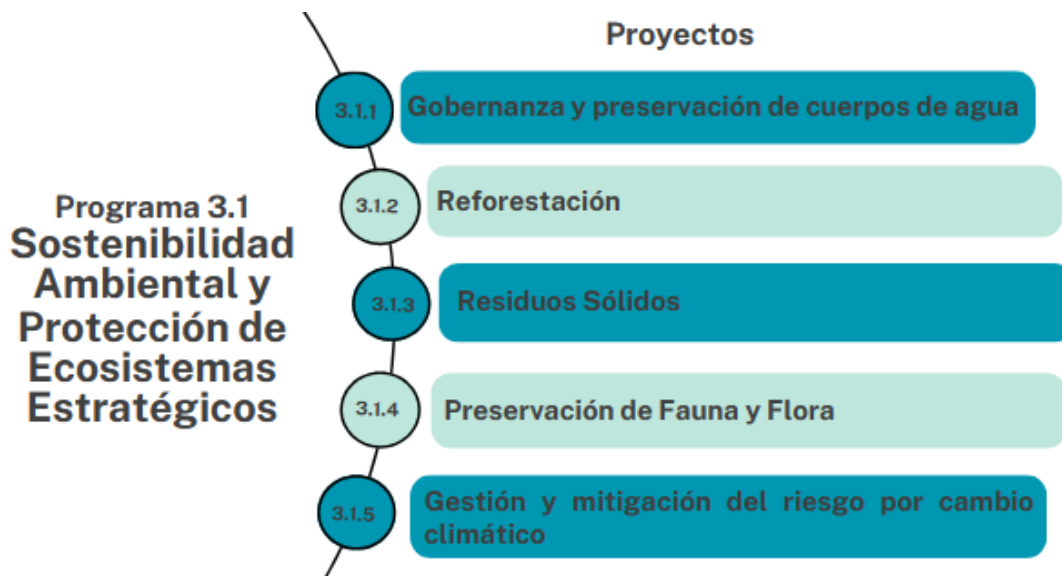 Proyectos
3.1.1 Gobernanza y preservación de cuerpos de agua
3.1.2 Reforestación
Programa 3.1
Sostenibilidad
Ambiental y
Protección de
Ecosistemas
Estratégicos
3.1.3 Residuos Sólidos
3.1.4 Preservación de Fauna y Flora
3.1.5 Gestión y mitigación del riesgo por cambio
climático